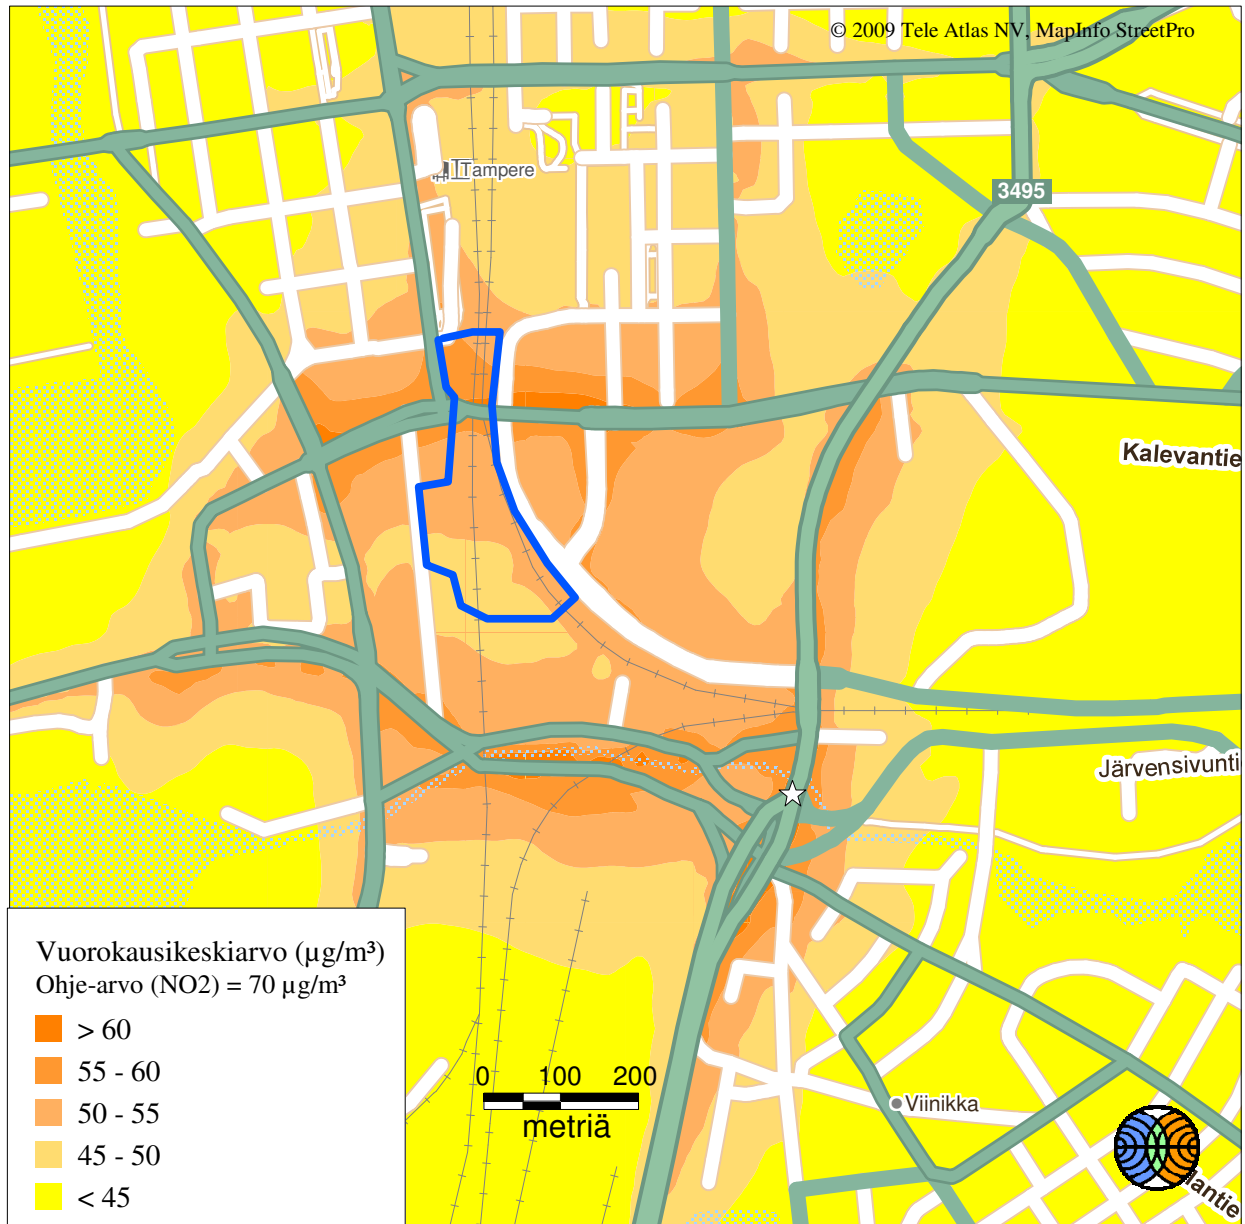 © 2009 Tele Atlas NV, MapInfo StreetPro
Tampere
3495
Kalevantie
Järvensivunti
Vuorokausikeskiarvo (µg/m³)
Ohje-arvo (NO2) = 70 µg/m³
> 60
55 - 60
50 - 55
45 - 50
< 45
0 100 200
metriä
Viinikka
lantie